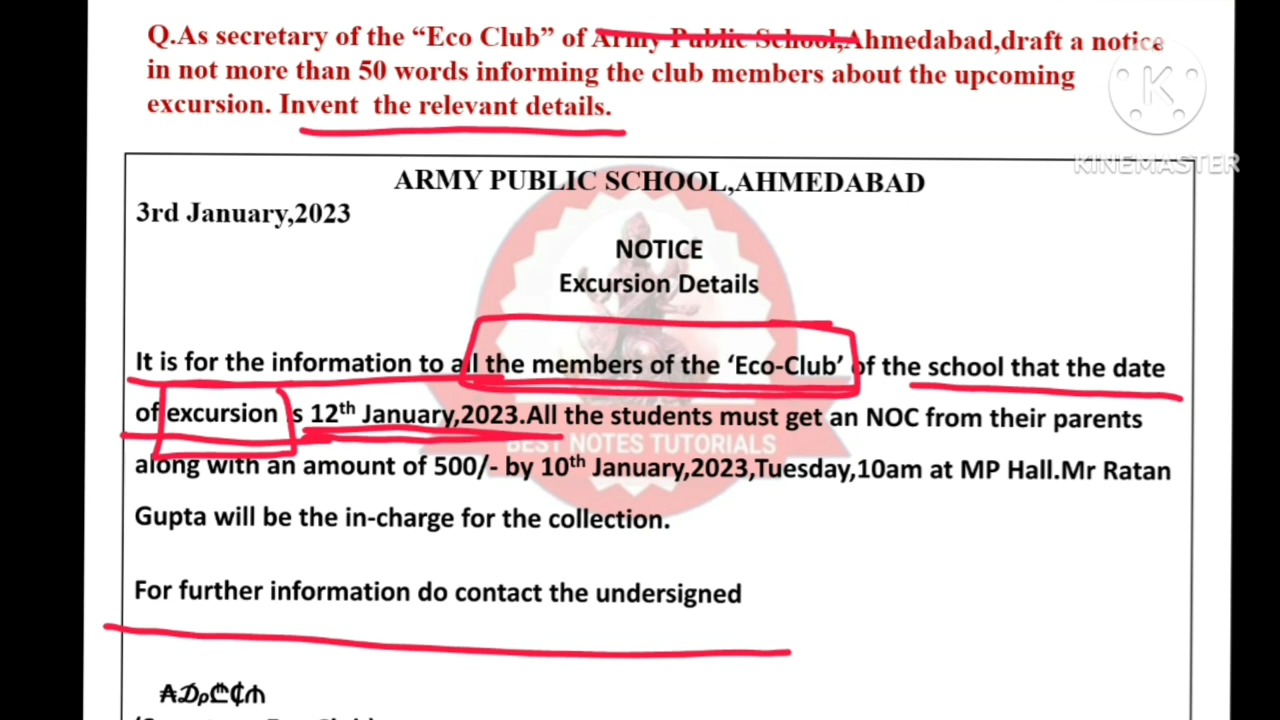 Q.As secretary of the “Eco Club” of Army Public School,Ahmedabad,draft a notice
in not more than 50 words informing the club members about the upcoming
excursion. Invent the relevant details.
K
KINEMASTER
ARMY PUBLIC SCHOOL,AHMEDABAD
3rd January,2023
NOTICE
Excursion Details
It is for the information to all the members of the ‘Eco-Club’ of the school that the date
of excursion is 12th January,2023.All the students must get an NOC from their parents
BEST NOTES TUTORIALS
along with an amount of 500/- by 10th January,2023,Tuesday,10am at MP Hall.Mr Ratan
Gupta will be the in-charge for the collection.
For further information do contact the undersigned